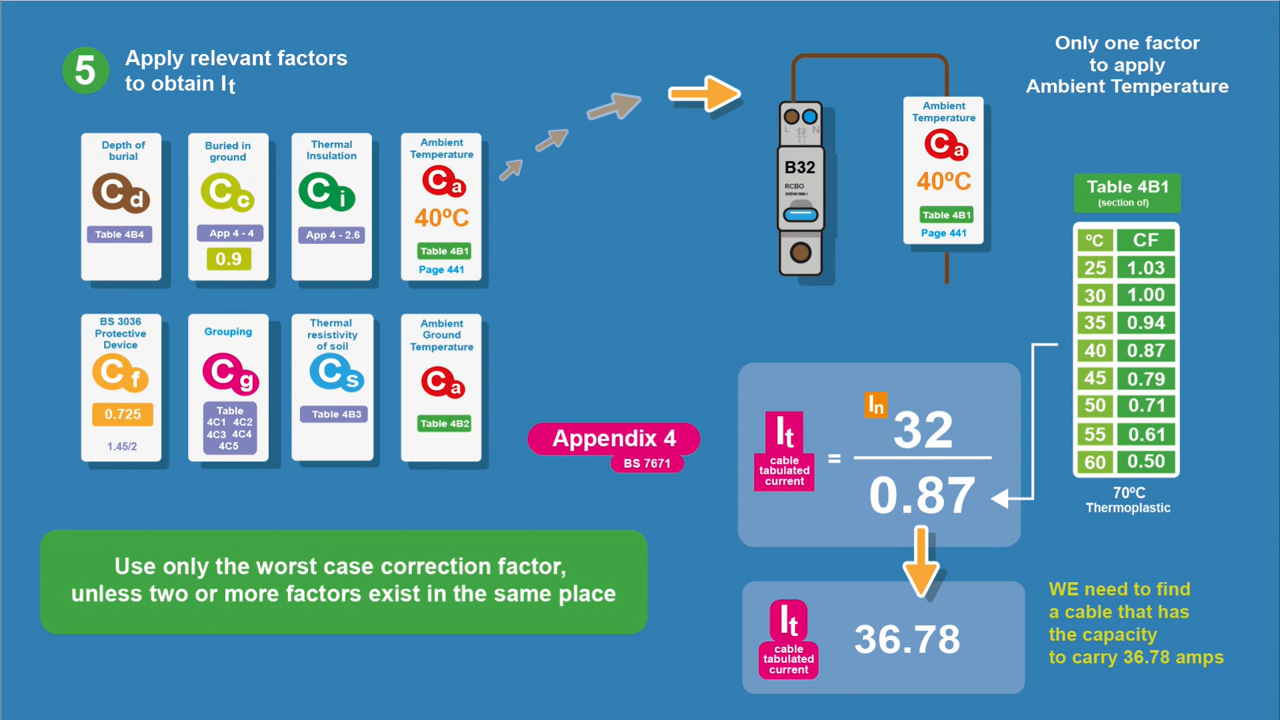 5
Apply relevant factors
to obtain It
Depth of
burial
Cd
Table 4B4
Buried in
ground
Cc
App 4 - 4
0.9
Thermal
Insulation
Ci
App 4 - 2.6
Ambient
Temperature
Ca
40ºC
Table 4B1
Page 441
BS 3036
Protective
Device
Cf
0.725
1.45/2
Grouping
Cg
Table
4C1 4C2
4C3 4C4
4C5
Thermal
resistivity
of soil
Cs
Table 4B3
Ambient
Ground
Temperature
Ca
Table 4B2
Appendix 4
BS 7671
Use only the worst case correction factor,
unless two or more factors exist in the same place
L N
B32
RCBO
Ambient
Temperature
Ca
40ºC
Table 4B1
Page 441
Only one factor
to apply
Ambient Temperature
Table 4B1
(section of)
ºC CF
25 1.03
30 1.00
35 0.94
40 0.87
45 0.79
50 0.71
55 0.61
60 0.50
70ºC
Thermoplastic
It
cable
tabulated
current
=
In
32
0.87
It
cable
tabulated
current
36.78
WE need to find
a cable that has
the capacity
to carry 36.78 amps